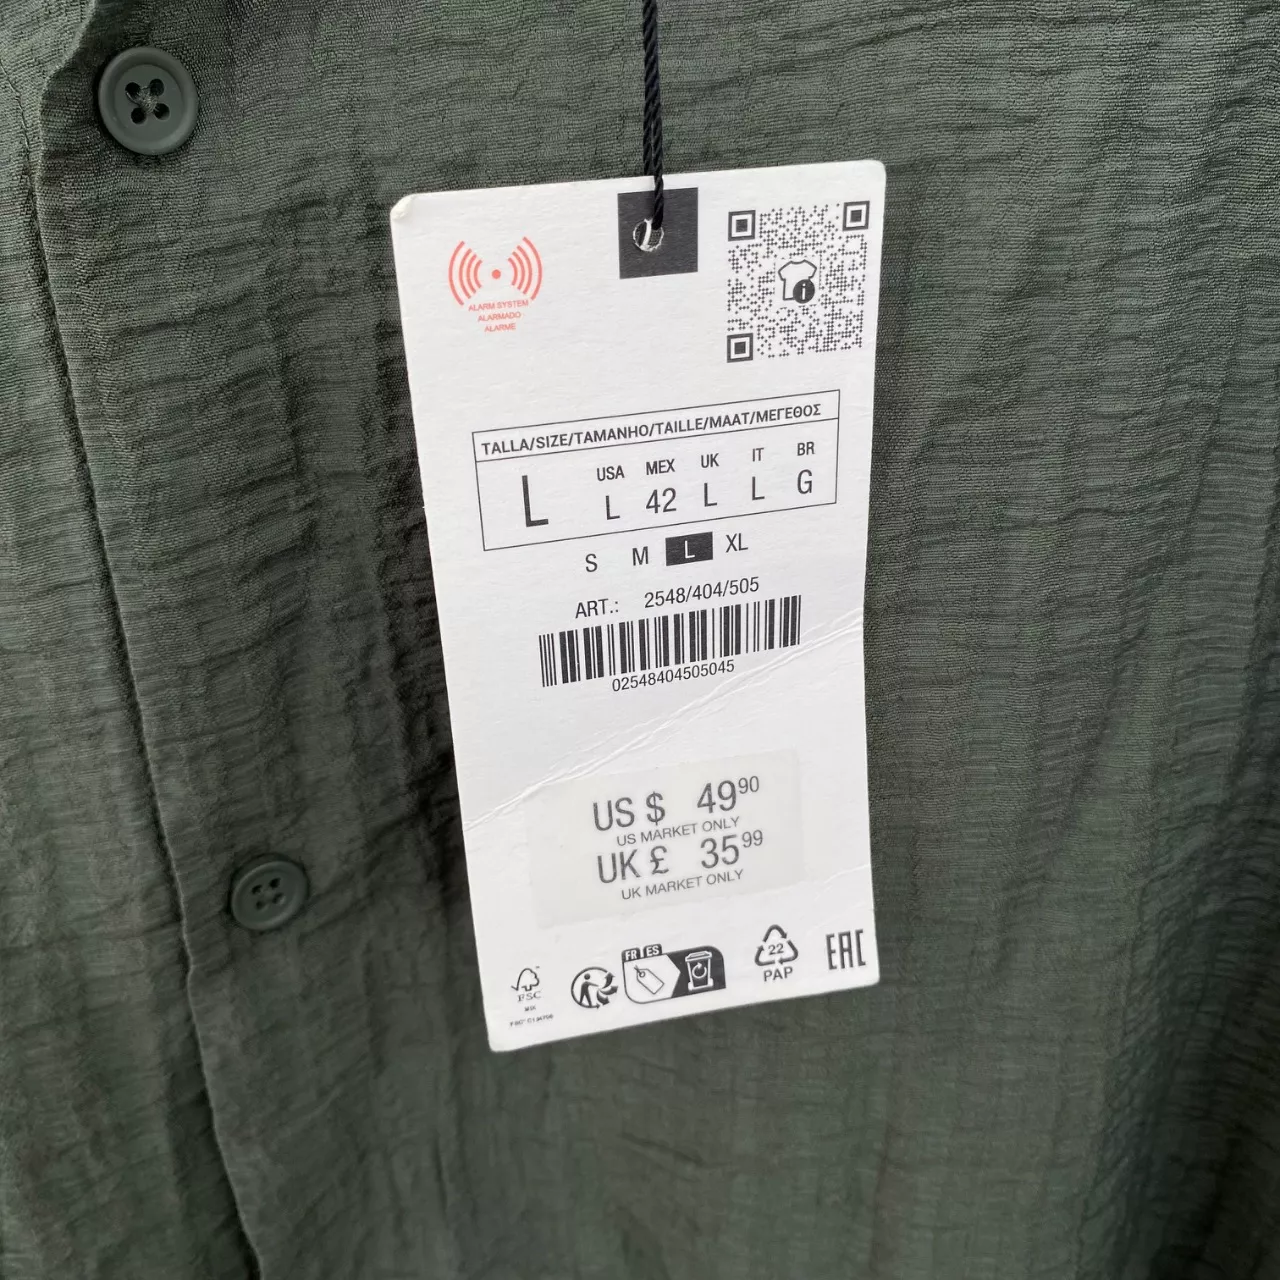 ALARM SYSTEM
ALARMADO
ALARME
TALLA/SIZE/TAMANHO/TAILLE/MAAT/ΜΕΓΕΘΟΣ
USA MEX UK IT BR
L L 42 L L G
S M L XL
ART.: 2548/404/505
02548404505045
US $ 49⁹⁰
US MARKET ONLY
UK £ 35⁹⁹
UK MARKET ONLY
FR ES
22
FSC
PAP
EAC
MIX